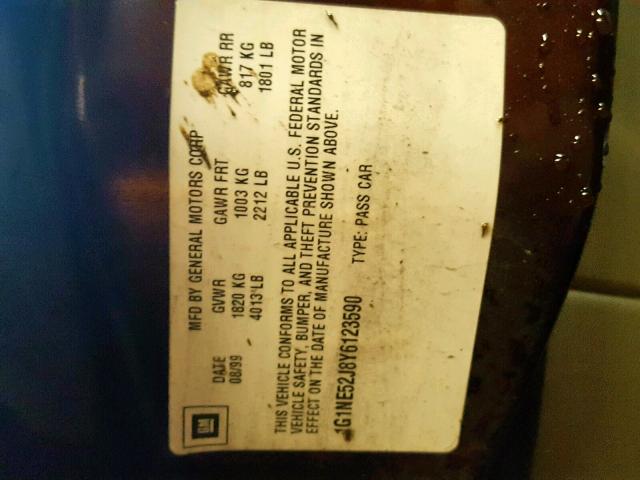 MFD BY GENERAL MOTORS CORP
DATE GVWR GAWR FRT GAWR RR
08/99 1820 KG 1003 KG 817 KG
4013 LB 2212 LB 1801 LB
GM
THIS VEHICLE CONFORMS TO ALL APPLICABLE U.S. FEDERAL MOTOR
VEHICLE SAFETY, BUMPER, AND THEFT PREVENTION STANDARDS IN
EFFECT ON THE DATE OF MANUFACTURE SHOWN ABOVE.
1G1NE52J8Y6123590 TYPE: PASS CAR